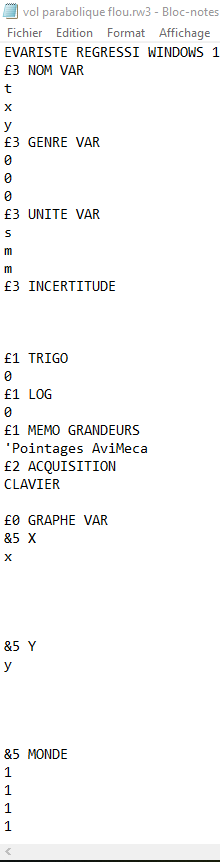 vol parabolique flou.rw3 - Bloc-notes
Fichier Edition Format Affichage
EVARISTE REGRESSI WINDOWS 1
£3 NOM VAR
t
x
y
£3 GENRE VAR
0
0
0
£3 UNITE VAR
s
m
m
£3 INCERTITUDE
£1 TRIGO
0
£1 LOG
0
£1 MEMO GRANDEURS
'Pointages AviMeca
£2 ACQUISITION
CLAVIER
£0 GRAPHE VAR
&5 X
x
&5 Y
y
&5 MONDE
1
1
1
1